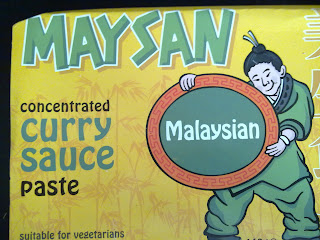 MAYSAN
concentrated
curry
sauce
paste
Malaysian
suitable for vegetarians